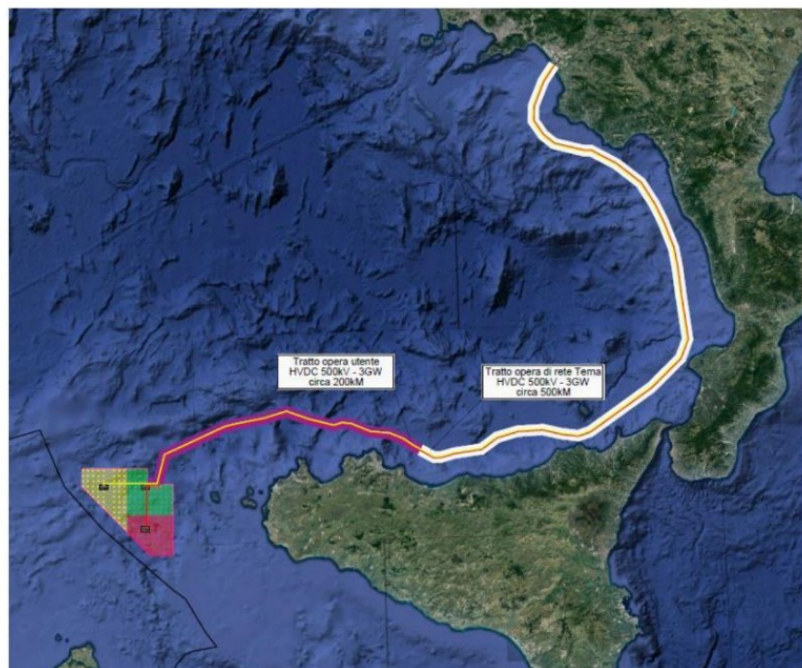 Tratto opera utente
HVDC 500kV - 3GW
circa 200kM
Tratto opera di rete Terna
HVDC 500kV - 3GW
circa 500kM